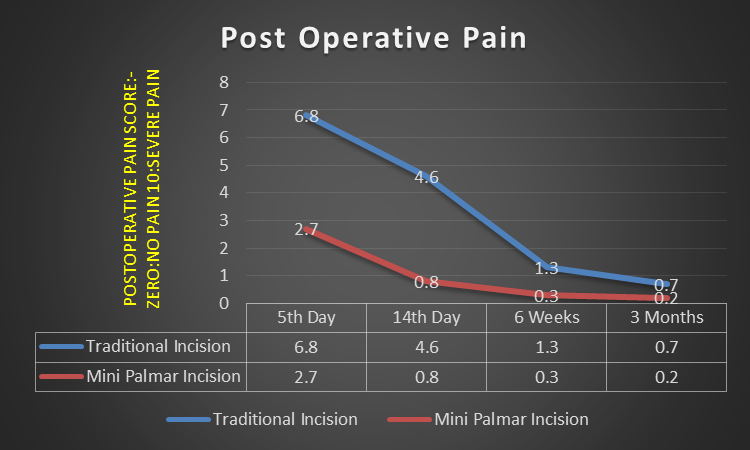 Post Operative Pain
POSTOPERATIVE PAIN SCORE:-
ZERO:NO PAIN 10:SEVERE PAIN
8
7
6
5
4
3
2
1
0
6.8
4.6
1.3
0.7
2.7
0.8
0.3
0.2
5th Day 14th Day 6 Weeks 3 Months
Traditional Incision 6.8 4.6 1.3 0.7
Mini Palmar Incision 2.7 0.8 0.3 0.2
Traditional Incision Mini Palmar Incision